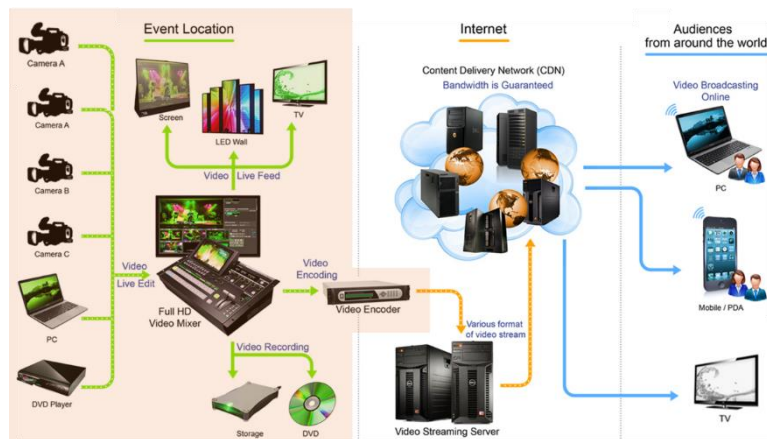 Event Location
Internet
Audiences
from around the world
Camera A
Camera A
Camera B
Camera C
PC
DVD Player
Screen
LED Wall
TV
Video Live Feed
Video
Live Edit
Full HD
Video Mixer
Video
Encoding
Video Encoder
Video Recording
Storage
DVD
Content Delivery Network (CDN)
Bandwidth is Guaranteed
Various format
of video stream
Video Streaming Server
Video Broadcasting
Online
PC
Mobile / PDA
TV